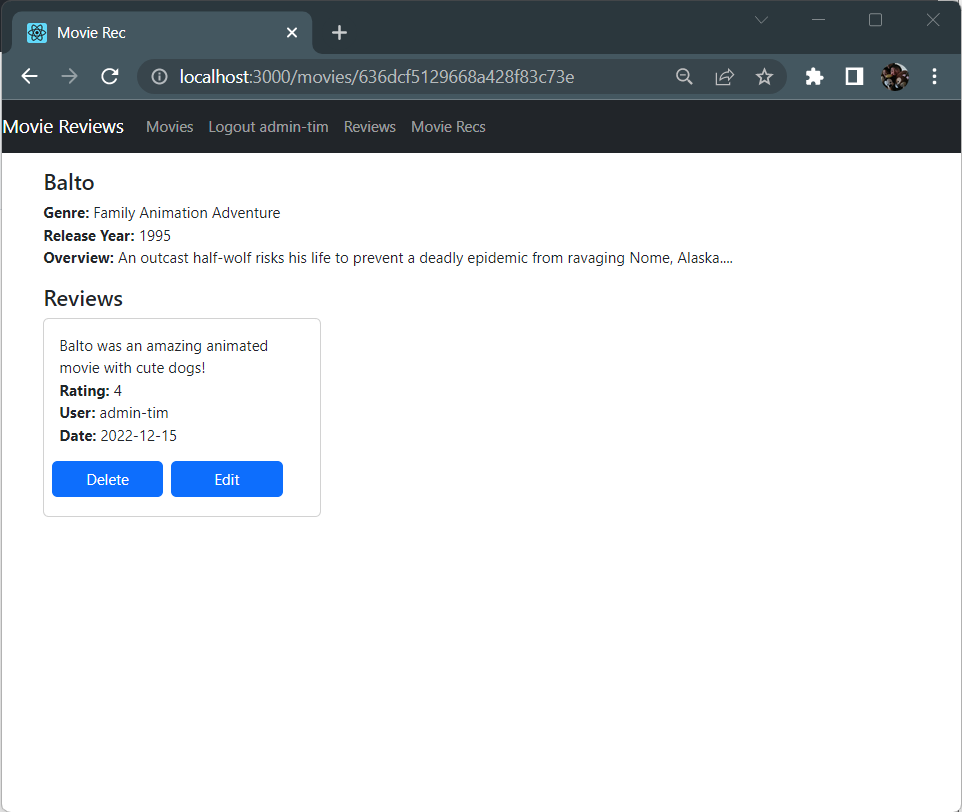 Movie Rec
localhost:3000/movies/636dcf5129668a428f83c73e
Movie Reviews Movies Logout admin-tim Reviews Movie Recs
Balto
Genre: Family Animation Adventure
Release Year: 1995
Overview: An outcast half-wolf risks his life to prevent a deadly epidemic from ravaging Nome, Alaska....
Reviews
Balto was an amazing animated
movie with cute dogs!
Rating: 4
User: admin-tim
Date: 2022-12-15
Delete Edit